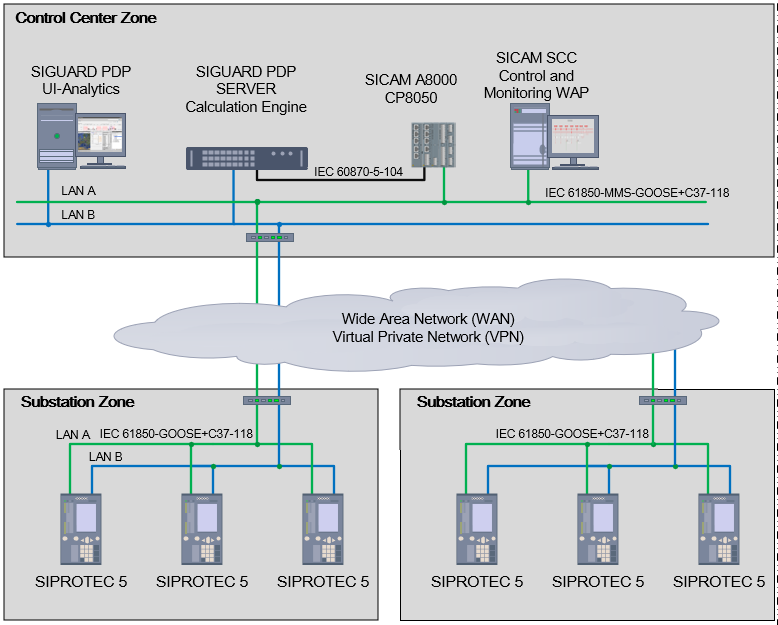 Control Center Zone
SIGUARD PDP
UI-Analytics
SIGUARD PDP
SERVER
Calculation Engine
SICAM A8000
CP8050
SICAM SCC
Control and
Monitoring WAP
IEC 60870-5-104
LAN A
IEC 61850-MMS-GOOSE+C37-118
LAN B
Wide Area Network (WAN)
Virtual Private Network (VPN)
Substation Zone
LAN A
IEC 61850-GOOSE+C37-118
LAN B
SIPROTEC 5
SIPROTEC 5
SIPROTEC 5
Substation Zone
IEC 61850-GOOSE+C37-118
SIPROTEC 5
SIPROTEC 5
SIPROTEC 5